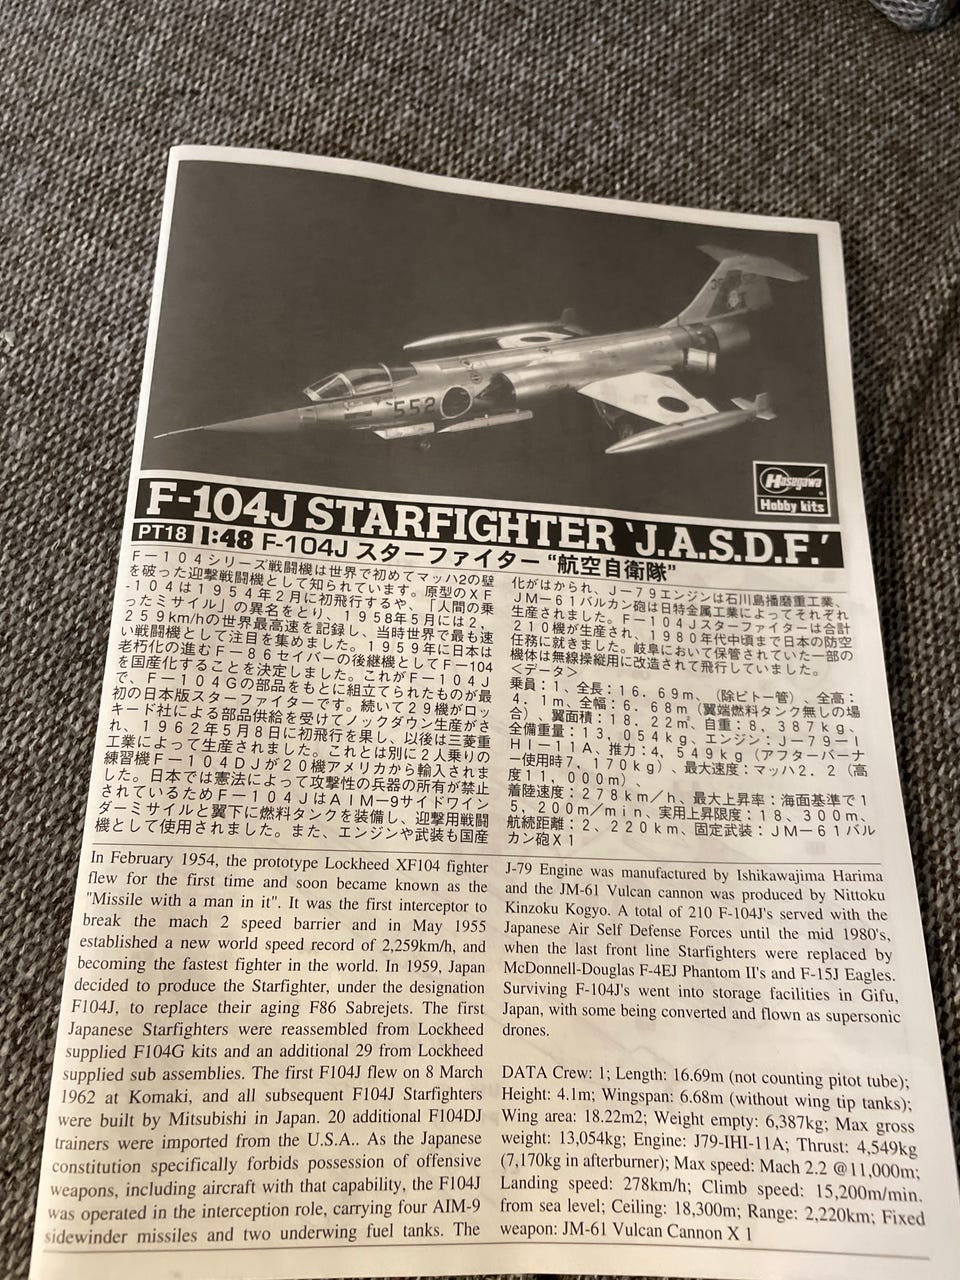 552
Hasegawa
Hobby kits
F-104J STARFIGHTER 'J.A.S.D.F.'
PT18 1:48 F-104J スターファイター “航空自衛隊”
F－１０４シリーズ戦闘機は世界で初めてマッハ2の壁
を破った迎撃戦闘機として知られています。原型のＸＦ
-１０４は１９５４年２月に初飛行するや、「人間の乗
ったミサイル」の異名をとり、１９５8年５月には２，
２５９km/hの世界最高速を記録し、当時世界で最も速
い戦闘機として注目を集めました。１９５９年に日本は
老朽化の進むＦ－８６セイバーの後継機としてＦ－104
を国産化することを決定しました。これがＦ－１０４Ｊ
で、Ｆ－１０４Ｇの部品をもとに組立てられたものが最
初の日本版スターファイターです。続いて２９機がロッ
キード社による部品供給を受けてノックダウン生産がさ
れ、１９６２年５月８日に初飛行を果し、以後は三菱重
工業によって生産されました。これとは別に２人乗りの
練習機Ｆ－１０４ＤＪが２０機アメリカから輸入されま
した。日本では憲法によって攻撃性の兵器の所有が禁止
されているためＦ－１０４ＪはＡＩＭ－９サイドワイン
ダーミサイルと翼下に燃料タンクを装備し、迎撃用戦闘
機として使用されました。また、エンジンや武装も国産
化がはかられ、Ｊ－７９エンジンは石川島播磨重工業、
ＪＭ－６１バルカン砲は日特金属工業によってそれぞれ
生産されました。Ｆ－１０４Ｊスターファイターは合計
２１０機が生産され、１９８０年代中頃まで日本の防空
任務に就きました。岐阜において保管されていた一部の
機体は無線操縦用に改造されて飛行していました。
＜データ＞
乗員：１、全長：１６．６９ｍ、（除ピトー管）、全高：
４．１ｍ、全幅：６．６８ｍ（翼端燃料タンク無しの場
合）、翼面積：１８．２２㎡、自重：８，３８７ｋｇ、
全備重量：１３，０５４ｋｇ、エンジン：Ｊ－７９－Ｉ
ＨＩ－１１Ａ、推力：４，５４９ｋｇ（アフターバーナ
ー使用時７，１７０ｋｇ）、最大速度：マッハ２．２（高
度１１，０００ｍ）、
着陸速度：２７８ｋｍ／ｈ、最大上昇率：海面基準で１
５，２００ｍ／ｍｉｎ、実用上昇限度：１８，３００ｍ、
航続距離：２，２２０ｋｍ、固定武装：ＪＭ－６１バル
カン砲Ｘ１
In February 1954, the prototype Lockheed XF104 fighter
flew for the first time and soon became known as the
"Missile with a man in it". It was the first interceptor to
break the mach 2 speed barrier and in May 1955
established a new world speed record of 2,259km/h, and
becoming the fastest fighter in the world. In 1959, Japan
decided to produce the Starfighter, under the designation
F104J, to replace their aging F86 Sabrejets. The first
Japanese Starfighters were reassembled from Lockheed
supplied F104G kits and an additional 29 from Lockheed
supplied sub assemblies. The first F104J flew on 8 March
1962 at Komaki, and all subsequent F104J Starfighters
were built by Mitsubishi in Japan. 20 additional F104DJ
trainers were imported from the U.S.A.. As the Japanese
constitution specifically forbids possession of offensive
weapons, including aircraft with that capability, the F104J
was operated in the interception role, carrying four AIM-9
sidewinder missiles and two underwing fuel tanks. The
J-79 Engine was manufactured by Ishikawajima Harima
and the JM-61 Vulcan cannon was produced by Nittoku
Kinzoku Kogyo. A total of 210 F-104J's served with the
Japanese Air Self Defense Forces until the mid 1980's,
when the last front line Starfighters were replaced by
McDonnell-Douglas F-4EJ Phantom II's and F-15J Eagles.
Surviving F-104J's went into storage facilities in Gifu,
Japan, with some being converted and flown as supersonic
drones.
DATA Crew: 1; Length: 16.69m (not counting pitot tube);
Height: 4.1m; Wingspan: 6.68m (without wing tip tanks);
Wing area: 18.22m2; Weight empty: 6,387kg; Max gross
weight: 13,054kg; Engine: J79-IHI-11A; Thrust: 4,549kg
(7,170kg in afterburner); Max speed: Mach 2.2 @11,000m;
Landing speed: 278km/h; Climb speed: 15,200m/min.
from sea level; Ceiling: 18,300m; Range: 2,220km; Fixed
weapon: JM-61 Vulcan Cannon X 1